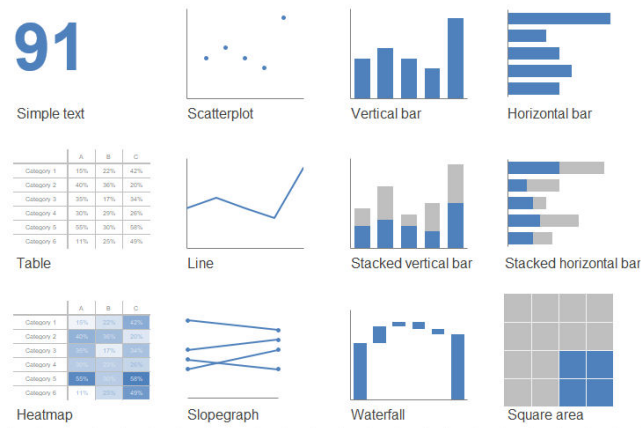 91
Simple text
Scatterplot
Vertical bar
Horizontal bar
A B C
Category 1 15% 22% 42%
Category 2 40% 36% 20%
Category 3 35% 17% 34%
Category 4 30% 29% 26%
Category 5 55% 30% 58%
Category 6 11% 25% 49%
Table
Line
Stacked vertical bar
Stacked horizontal bar
A B C
Category 1 15% 22% 42%
Category 2 40% 36% 20%
Category 3 35% 17% 34%
Category 4
Category 5 55% 58%
Category 6 11% 25% 49%
Heatmap
Slopegraph
Waterfall
Square area